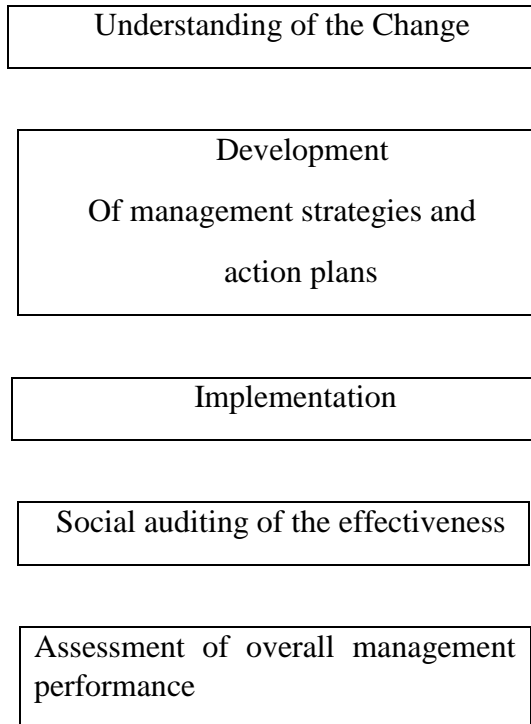 Understanding of the Change
Development
Of management strategies and
action plans
Implementation
Social auditing of the effectiveness
Assessment of overall management
performance